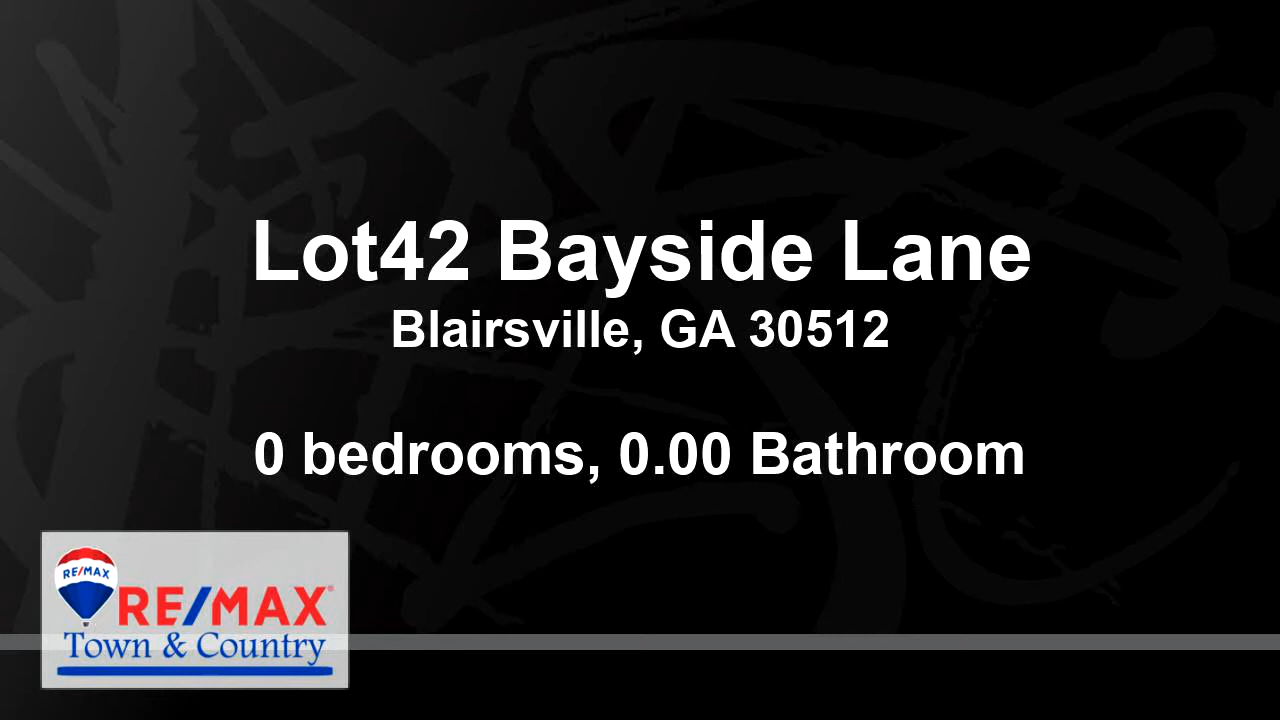 Lot42 Bayside Lane
Blairsville, GA 30512
0 bedrooms, 0.00 Bathroom
RE/MAX
RE/MAX®
Town & Country